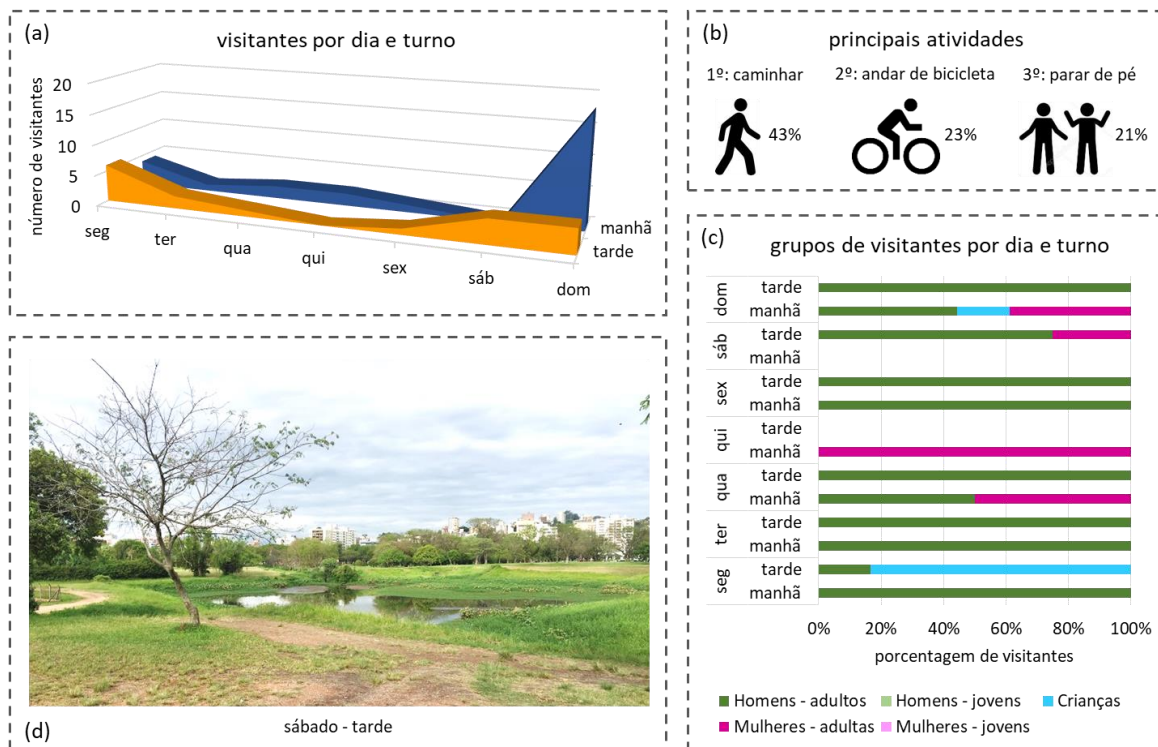 (a)
visitantes por dia e turno
número de visitantes
20
15
10
5
0
seg
ter
qua
qui
sex
sáb
dom
manhã
tarde
(b)
principais atividades
1º: caminhar
2º: andar de bicicleta
3º: parar de pé
43%
23%
21%
(c)
grupos de visitantes por dia e turno
dom
tarde
manhã
sáb
tarde
manhã
sex
tarde
manhã
qui
tarde
manhã
qua
tarde
manhã
ter
tarde
manhã
seg
tarde
manhã
0% 20% 40% 60% 80% 100%
porcentagem de visitantes
Homens - adultos Homens - jovens Crianças
Mulheres - adultas Mulheres - jovens
(d)
sábado - tarde